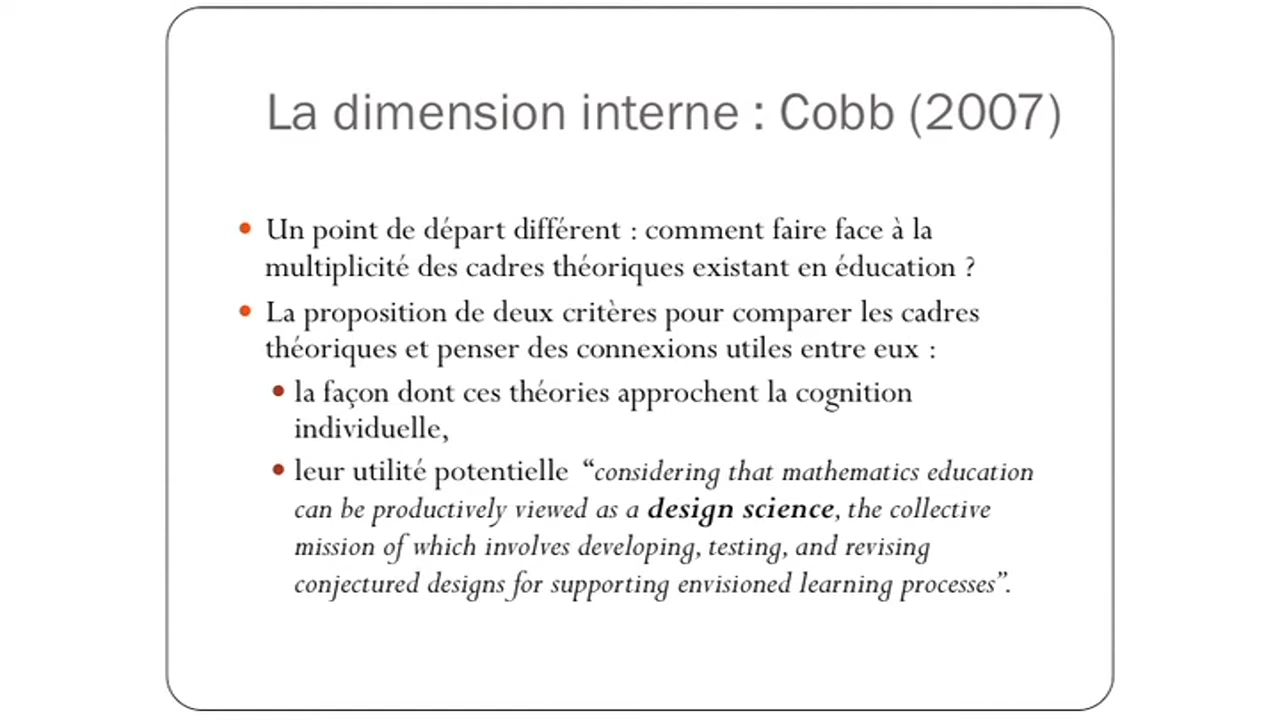 La dimension interne : Cobb (2007)
• Un point de départ différent : comment faire face à la
multiplicité des cadres théoriques existant en éducation ?
• La proposition de deux critères pour comparer les cadres
théoriques et penser des connexions utiles entre eux :
• la façon dont ces théories approchent la cognition
individuelle,
• leur utilité potentielle “considering that mathematics education
can be productively viewed as a design science, the collective
mission of which involves developing, testing, and revising
conjectured designs for supporting envisioned learning processes”.